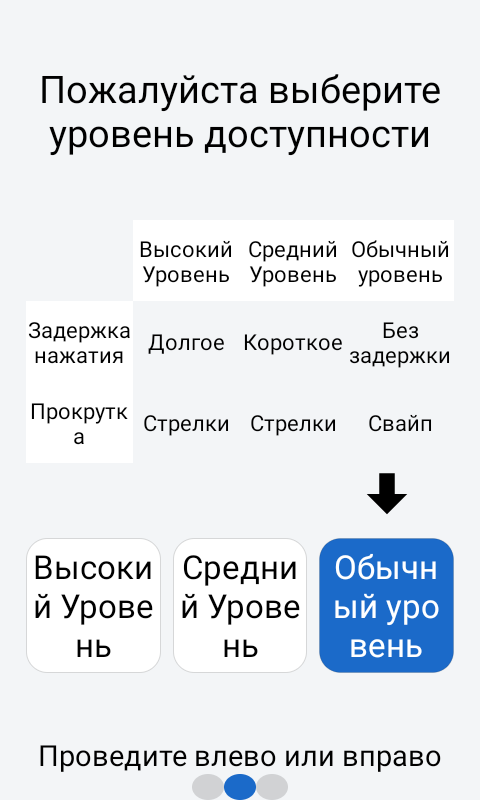 Пожалуйста выберите
уровень доступности
Высокий Средний Обычный
Уровень Уровень уровень
Задержка
нажатия
Долгое
Короткое
Без
задержки
Прокрутк
а
Стрелки
Стрелки
Свайп
Высоки
й Урове
нь
Средни
й Урове
нь
Обычн
ый уро
вень
Проведите влево или вправо